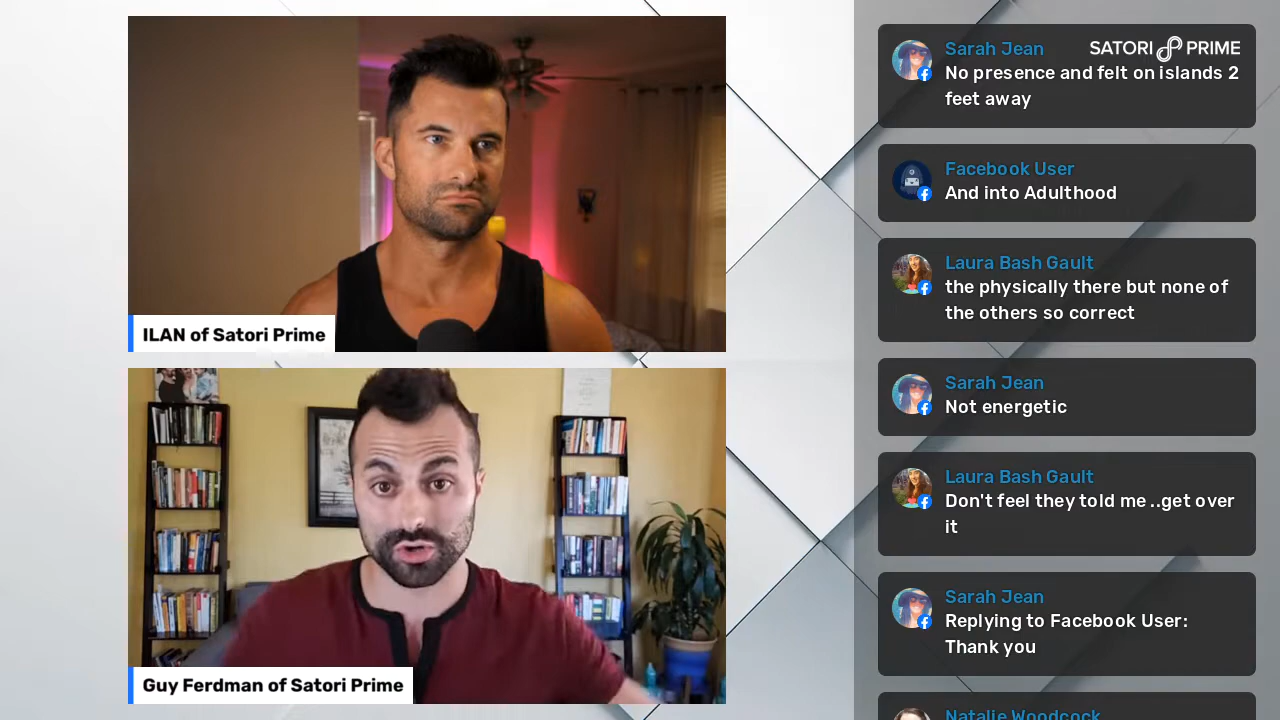 ILAN of Satori Prime
Guy Ferdman of Satori Prime
SATORI PRIME
Sarah Jean
No presence and felt on islands 2
feet away
Facebook User
And into Adulthood
Laura Bash Gault
the physically there but none of
the others so correct
Sarah Jean
Not energetic
Laura Bash Gault
Don't feel they told me ..get over
it
Sarah Jean
Replying to Facebook User:
Thank you
Natalie Woodcock